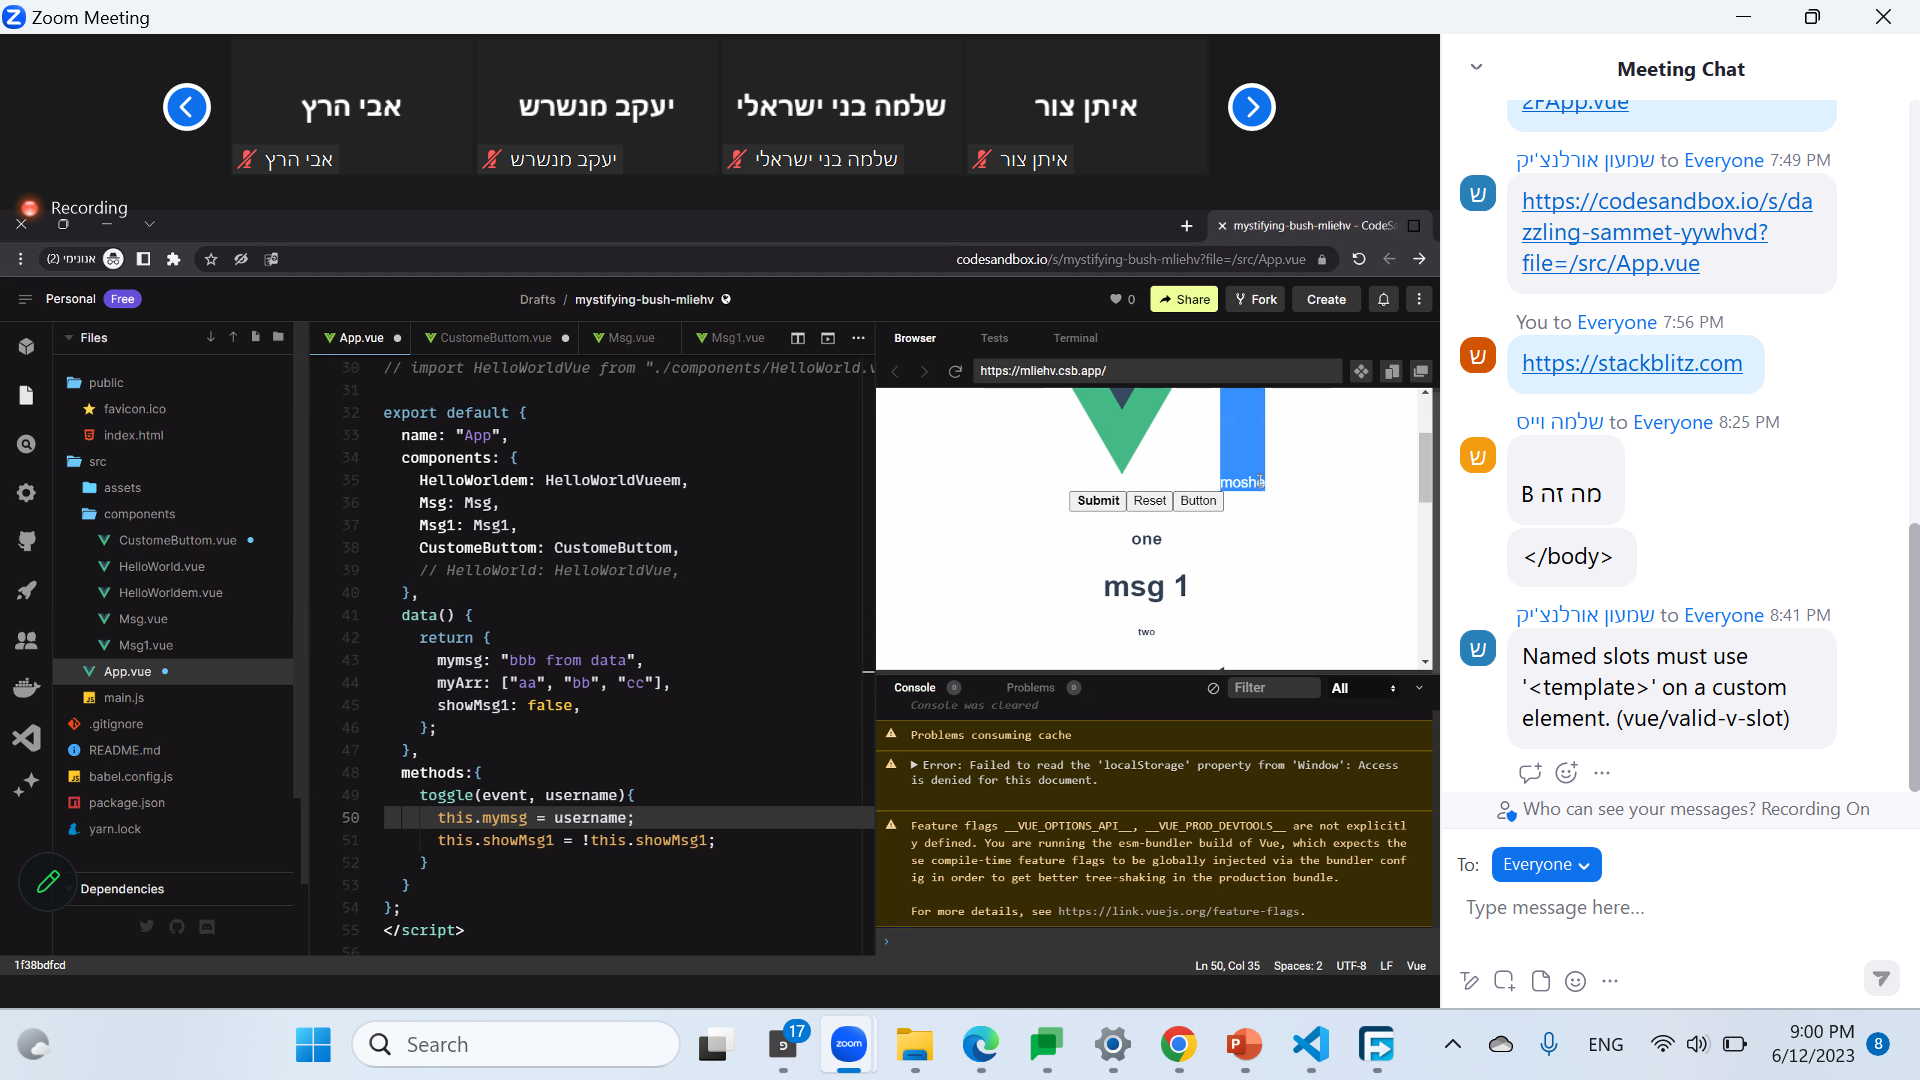 Zoom Meeting
אבי הרץ
יעקב מנשרש
שלמה בני ישראלי
איתן צור
אבי הרץ
יעקב מנשרש
שלמה בני ישראלי
איתן צור
Recording
mystifying-bush-mliehv - CodeS
אנונימי (2)
codesandbox.io/s/mystifying-bush-mliehv?file=/src/App.vue
Personal Free
Drafts / mystifying-bush-mliehv
0 Share Fork Create
Files
public
favicon.ico
index.html
src
assets
components
CustomeButtom.vue
HelloWorld.vue
HelloWorldem.vue
Msg.vue
Msg1.vue
App.vue
main.js
.gitignore
README.md
babel.config.js
package.json
yarn.lock
Dependencies
1f38bdfcd
App.vue CustomeButtom.vue Msg.vue Msg1.vue
30 // import HelloWorldVue from "./components/HelloWorld.v
31
32 export default {
33 name: "App",
34 components: {
35 HelloWorldem: HelloWorldVueem,
36 Msg: Msg,
37 Msg1: Msg1,
38 CustomeButtom: CustomeButtom,
39 // HelloWorld: HelloWorldVue,
40 },
41 data() {
42 return {
43 mymsg: "bbb from data",
44 myArr: ["aa", "bb", "cc"],
45 showMsg1: false,
46 };
47 },
48 methods:{
49 toggle(event, username){
50 this.mymsg = username;
51 this.showMsg1 = !this.showMsg1;
52 }
53 }
54 };
55 </script>
56
Browser Tests Terminal
https://mliehv.csb.app/
moshe
Submit Reset Button
one
msg 1
two
Console 0 Problems 0 Filter All
Console was cleared
Problems consuming cache
▶ Error: Failed to read the 'localStorage' property from 'Window': Access
is denied for this document.
Feature flags __VUE_OPTIONS_API__, __VUE_PROD_DEVTOOLS__ are not explicitl
y defined. You are running the esm-bundler build of Vue, which expects the
se compile-time feature flags to be globally injected via the bundler conf
ig in order to get better tree-shaking in the production bundle.
For more details, see https://link.vuejs.org/feature-flags.
Ln 50, Col 35 Spaces: 2 UTF-8 LF Vue
Meeting Chat
2FApp.vue
שמעון אורלנצ'יק to Everyone 7:49 PM
ש
https://codesandbox.io/s/da
zzling-sammet-yywhvd?
file=/src/App.vue
You to Everyone 7:56 PM
ש
https://stackblitz.com
שלמה וייס to Everyone 8:25 PM
ש
מה זה B
</body>
שמעון אורלנצ'יק to Everyone 8:41 PM
ש
Named slots must use
'<template>' on a custom
element. (vue/valid-v-slot)
Who can see your messages? Recording On
To: Everyone
Type message here...
Search
17
zoom
ENG
9:00 PM
6/12/2023
8